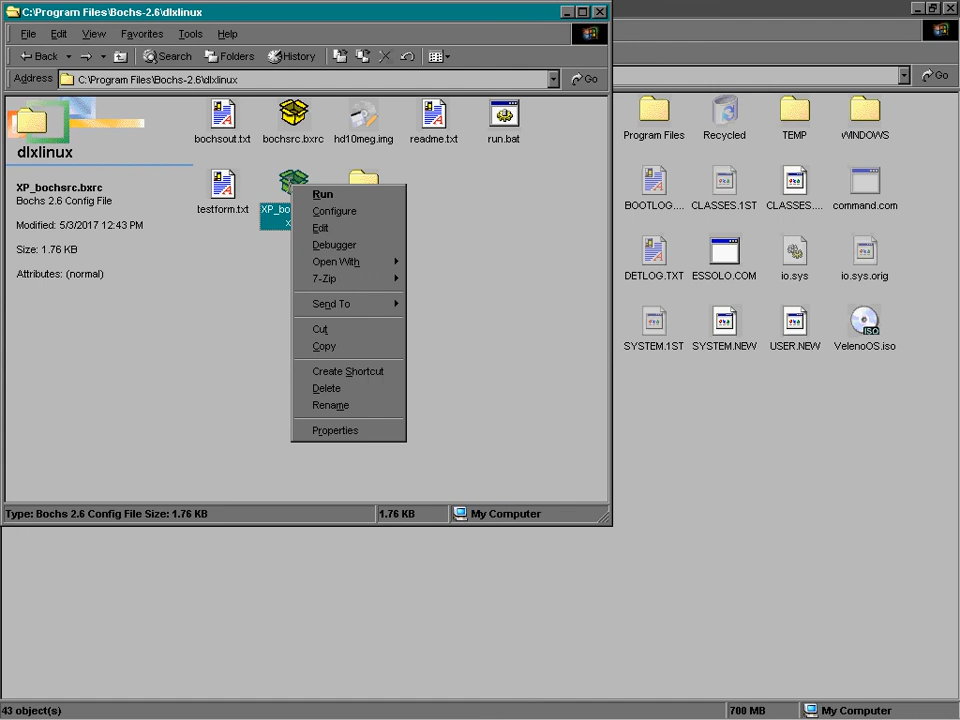 C:\Program Files\Bochs-2.6\dlxlinux
File Edit View Favorites Tools Help
Back Search Folders History
Address C:\Program Files\Bochs-2.6\dlxlinux Go
Go
dlxlinux
XP_bochsrc.bxrc
Bochs 2.6 Config File
Modified: 5/3/2017 12:43 PM
Size: 1.76 KB
Attributes: (normal)
bochsout.txt bochsrc.bxrc hd10meg.img readme.txt run.bat
testform.txt XP_bo
x
Run
Configure
Edit
Debugger
Open With
7-Zip
Send To
Cut
Copy
Create Shortcut
Delete
Rename
Properties
Type: Bochs 2.6 Config File Size: 1.76 KB 1.76 KB My Computer
Program Files Recycled TEMP WINDOWS
BOOTLOG.... CLASSES.1ST CLASSES.... command.com
DETLOG.TXT ESSOLO.COM io.sys io.sys.orig
SYSTEM.1ST SYSTEM.NEW USER.NEW ISO VelenoOS.iso
43 object(s) 700 MB My Computer